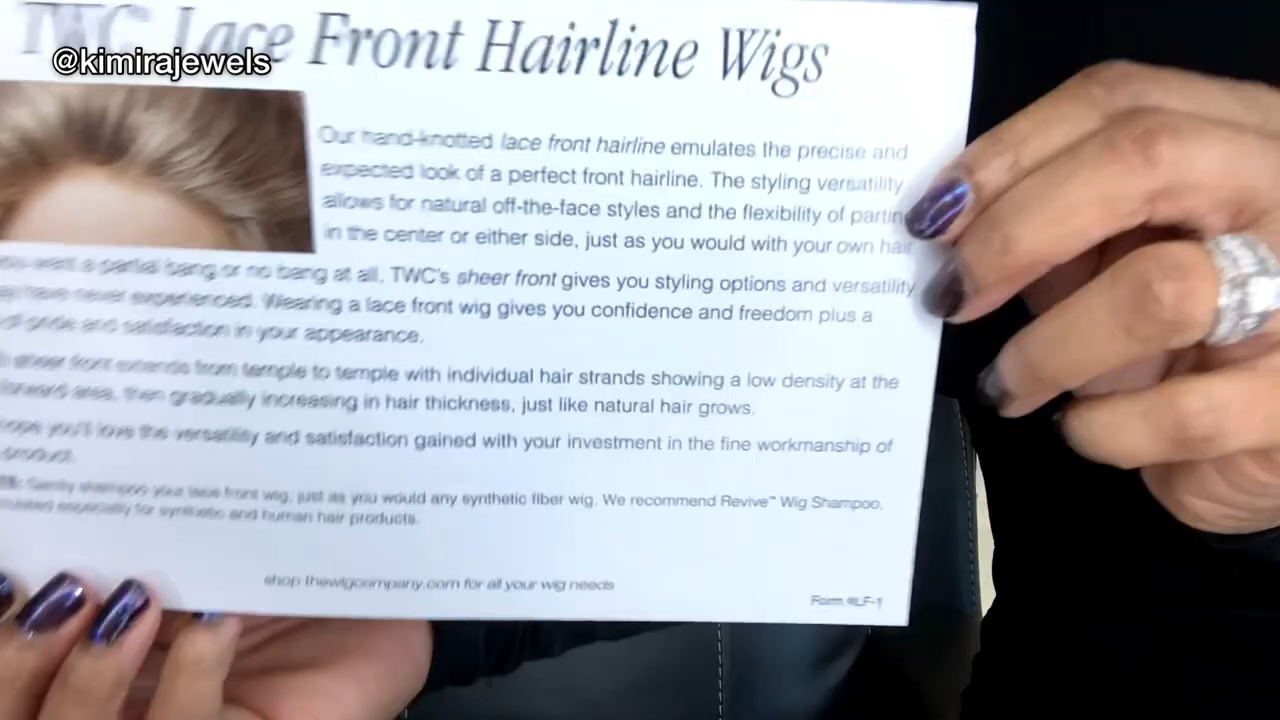 TWC Lace Front Hairline Wigs
@kimirajewels
Our hand-knotted lace front hairline emulates the precise and
expected look of a perfect front hairline. The styling versatility
allows for natural off-the-face styles and the flexibility of partin
in the center or either side, just as you would with your own hair
you want a partial bang or no bang at all, TWC's sheer front gives you styling options and versatility
have never experienced. Wearing a lace front wig gives you confidence and freedom plus a
pride and satisfaction in your appearance.
sheer front extends from temple to temple with individual hair strands showing a low density at the
forward area, then gradually increasing in hair thickness, just like natural hair grows.
you'll love the versatility and satisfaction gained with your investment in the fine workmanship of
product.
Gently shampoo your lace front wig, just as you would any synthetic fiber wig. We recommend Revive™ Wig Shampoo,
especially for synthetic and human hair products.
shop thewigcompany.com for all your wig needs
Form #LF-1